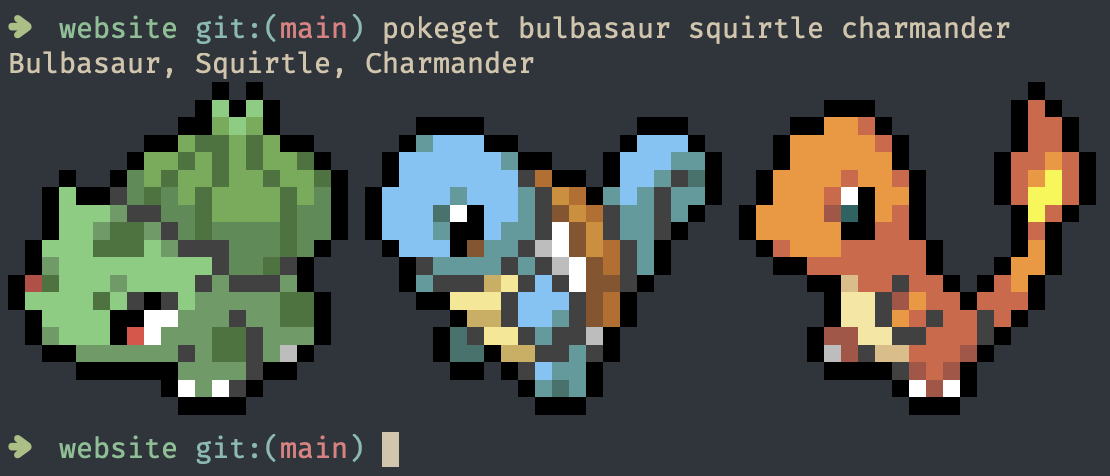 ➜ website git:(main) pokeget bulbasaur squirtle charmander
Bulbasaur, Squirtle, Charmander
➜ website git:(main)